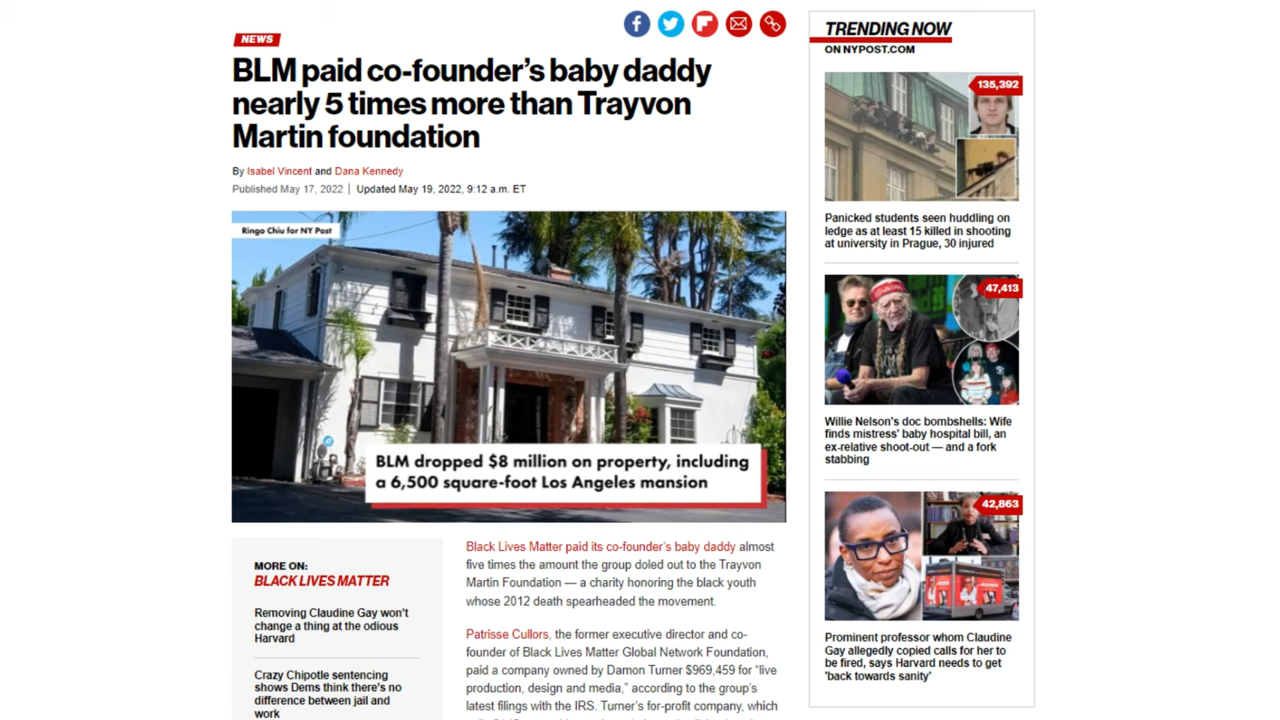 NEWS
BLM paid co-founder’s baby daddy
nearly 5 times more than Trayvon
Martin foundation
By Isabel Vincent and Dana Kennedy
Published May 17, 2022 | Updated May 19, 2022, 9:12 a.m. ET
Ringo Chiu for NY Post
BLM dropped $8 million on property, including
a 6,500 square-foot Los Angeles mansion
MORE ON:
BLACK LIVES MATTER
Removing Claudine Gay won’t
change a thing at the odious
Harvard
Crazy Chipotle sentencing
shows Dems think there’s no
difference between jail and
work
Black Lives Matter paid its co-founder’s baby daddy almost
five times the amount the group doled out to the Trayvon
Martin Foundation — a charity honoring the black youth
whose 2012 death spearheaded the movement.
Patrisse Cullors, the former executive director and co-
founder of Black Lives Matter Global Network Foundation,
paid a company owned by Damon Turner $969,459 for “live
production, design and media,” according to the group’s
latest filings with the IRS. Turner’s for-profit company, which
TRENDING NOW
ON NYPOST.COM
135,392
Panicked students seen huddling on
ledge as at least 15 killed in shooting
at university in Prague, 30 injured
47,413
Willie Nelson's doc bombshells: Wife
finds mistress' baby hospital bill, an
ex-relative shoot-out — and a fork
stabbing
42,863
Prominent professor whom Claudine
Gay allegedly copied calls for her to
be fired, says Harvard needs to get
'back towards sanity'